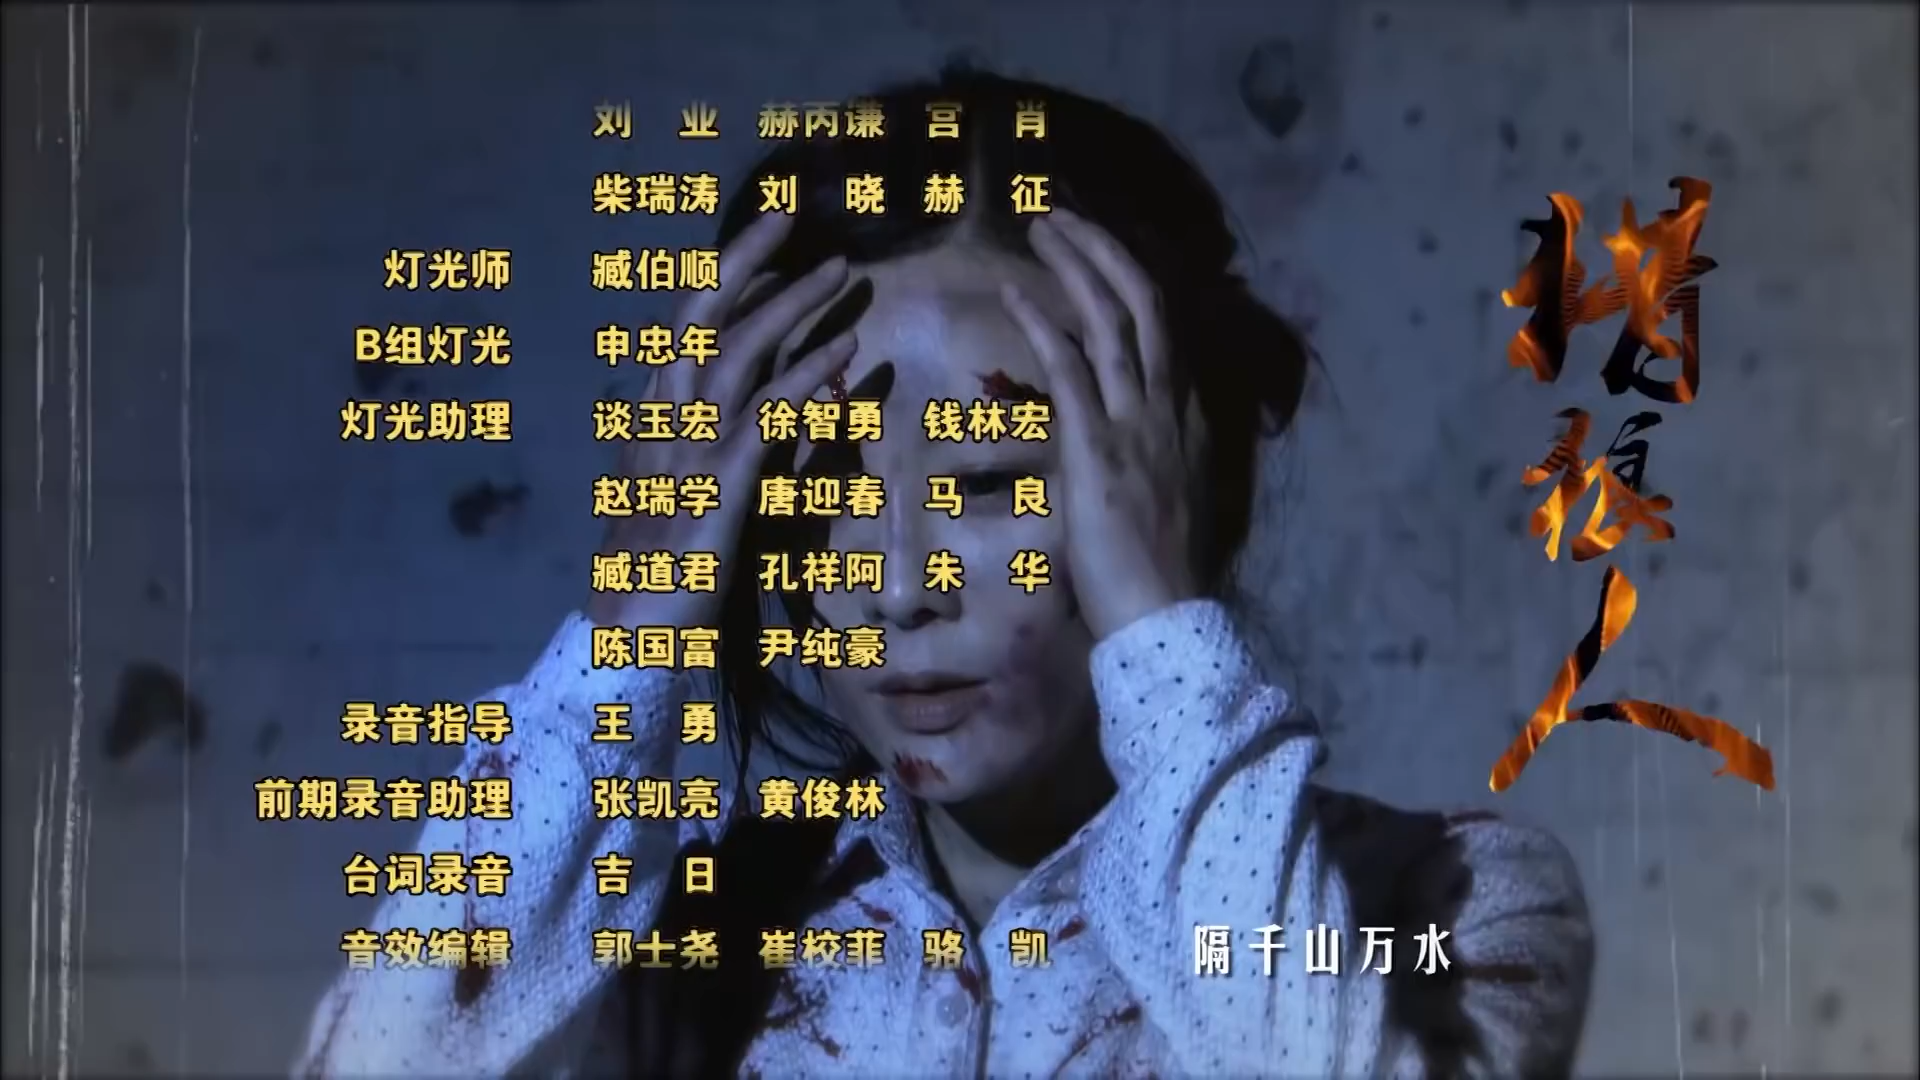 刘 业 赫丙谦 宫 肖
柴瑞涛 刘 晓 赫 征
灯光师 臧伯顺
B组灯光 申忠年
灯光助理 谈玉宏 徐智勇 钱林宏
赵瑞学 唐迎春 马 良
臧道君 孔祥阿 朱 华
陈国富 尹纯豪
录音指导 王 勇
前期录音助理 张凯亮 黄俊林
台词录音 吉 日
音效编辑 郭士尧 崔校菲 骆 凯
隔千山万水
猎狼人